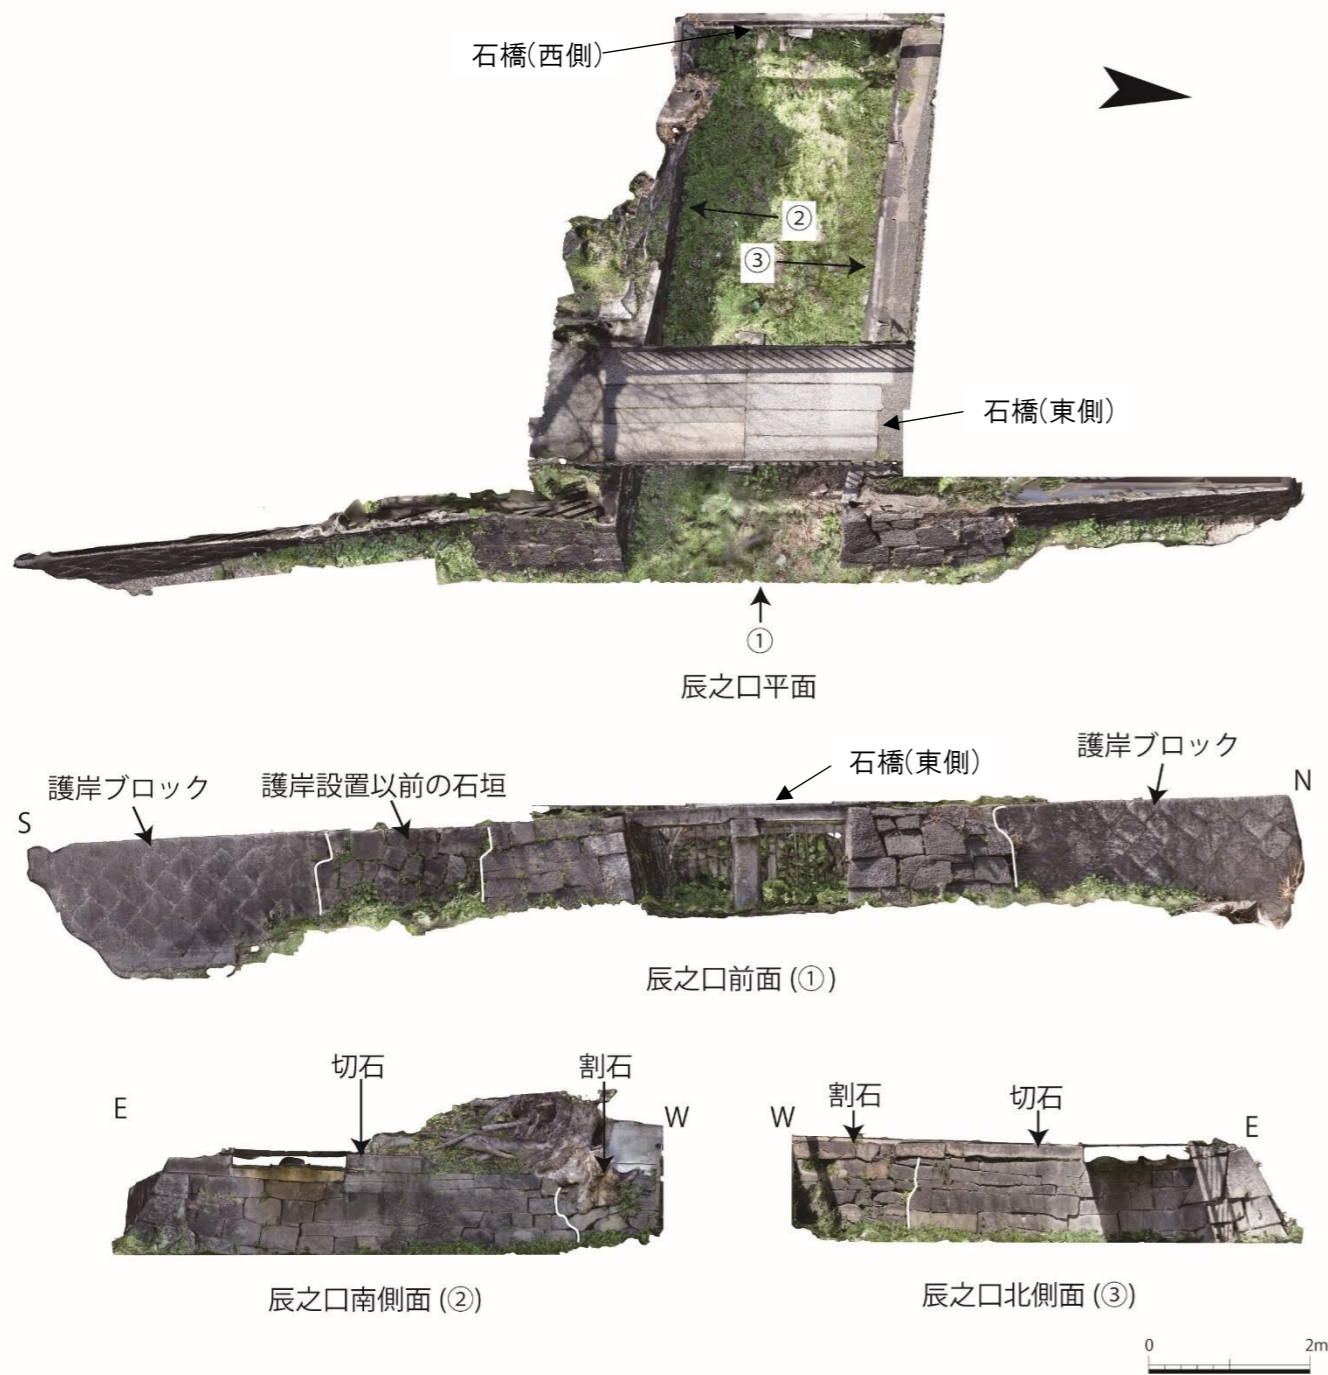 石橋(西側)
②
③
石橋(東側)
①
辰之口平面
石橋(東側)
護岸ブロック
護岸ブロック
護岸設置以前の石垣
S
N
辰之口前面 (①)
切石
割石
E
W
辰之口南側面 (②)
割石
切石
W
E
辰之口北側面 (③)
0
2m